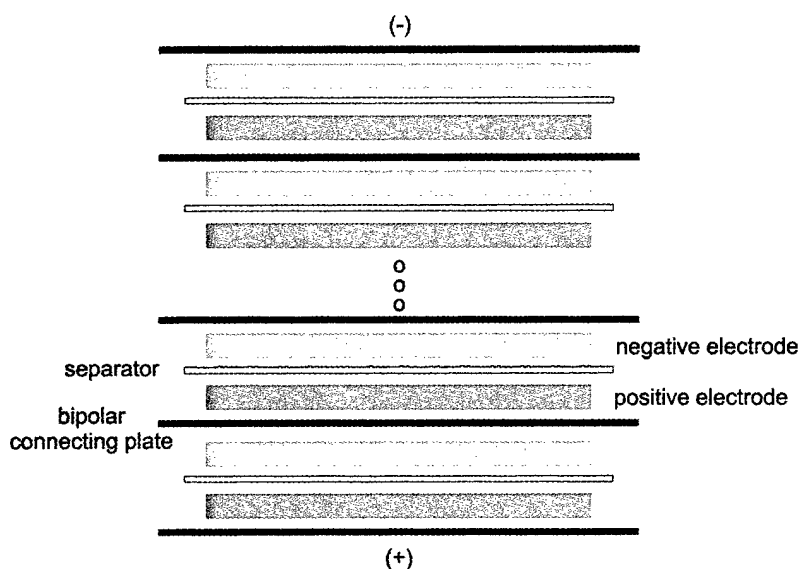 (-)
o
o
o
negative electrode
separator
positive electrode
bipolar
connecting plate
(+)